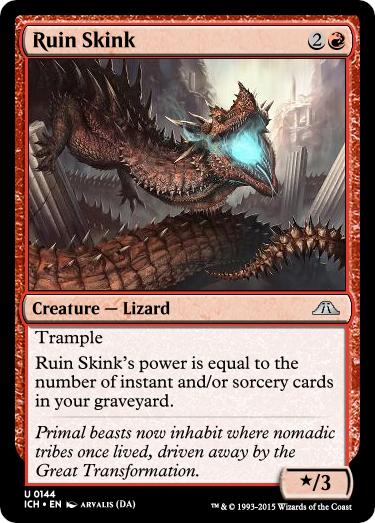 Ruin Skink 2
Creature — Lizard
Trample
Ruin Skink's power is equal to the
number of instant and/or sorcery cards
in your graveyard.
Primal beasts now inhabit where nomadic
tribes once lived, driven away by the
Great Transformation.
*/3
U 0144
ICH • EN ARVALIS (DA)
™ & © 1993-2015 Wizards of the Coast